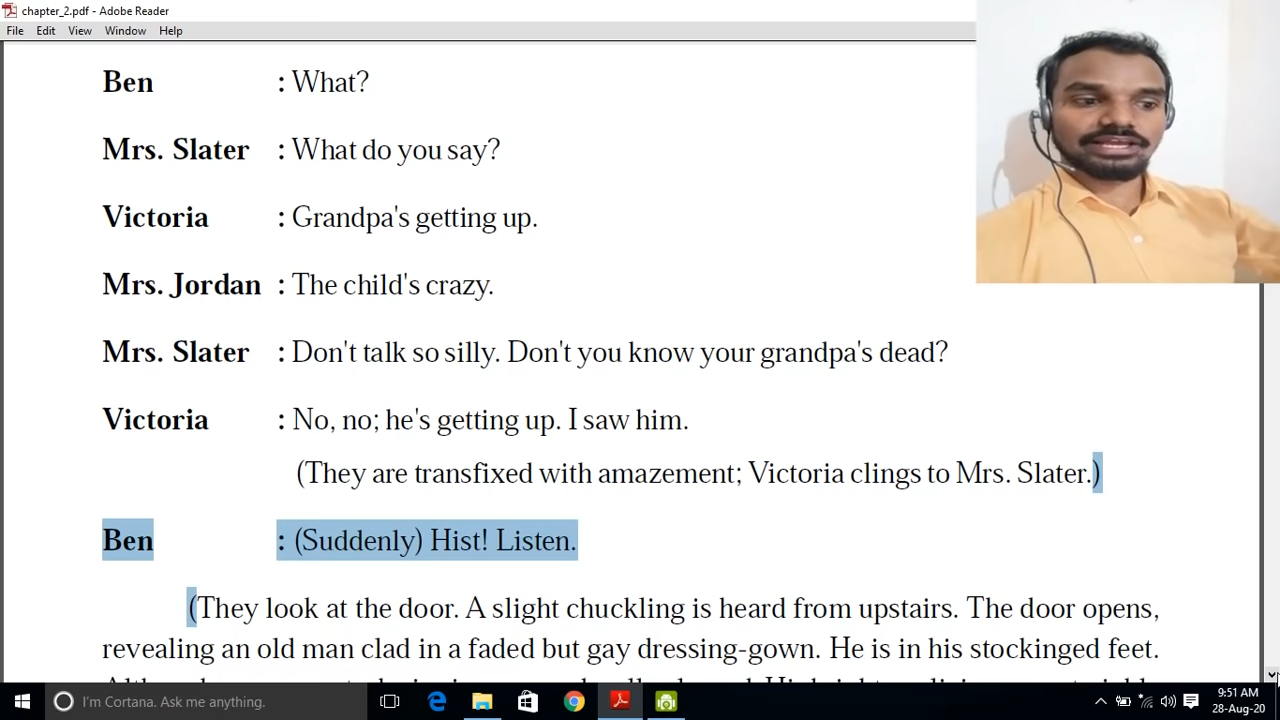 chapter_2.pdf - Adobe Reader
File Edit View Window Help
Ben : What?
Mrs. Slater : What do you say?
Victoria : Grandpa's getting up.
Mrs. Jordan : The child's crazy.
Mrs. Slater : Don't talk so silly. Don't you know your grandpa's dead?
Victoria : No, no; he's getting up. I saw him.
(They are transfixed with amazement; Victoria clings to Mrs. Slater.)
Ben : (Suddenly) Hist! Listen.
(They look at the door. A slight chuckling is heard from upstairs. The door opens,
revealing an old man clad in a faded but gay dressing-gown. He is in his stockinged feet.
I'm Cortana. Ask me anything.
9:51 AM
28-Aug-20